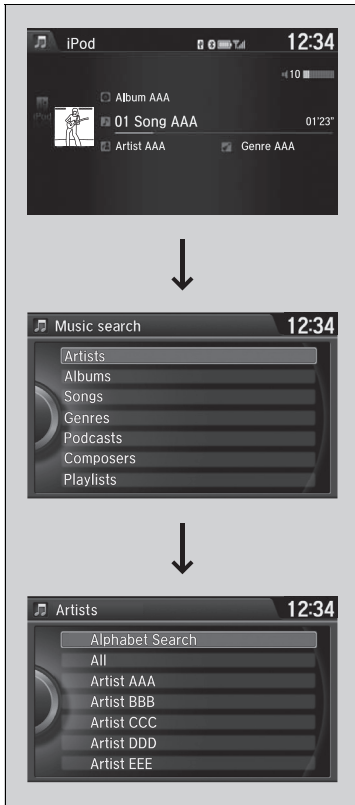 iPod 12:34
10
Album AAA
iPod
01 Song AAA 01'23"
Artist AAA Genre AAA
Music search 12:34
Artists
Albums
Songs
Genres
Podcasts
Composers
Playlists
Artists 12:34
Alphabet Search
All
Artist AAA
Artist BBB
Artist CCC
Artist DDD
Artist EEE